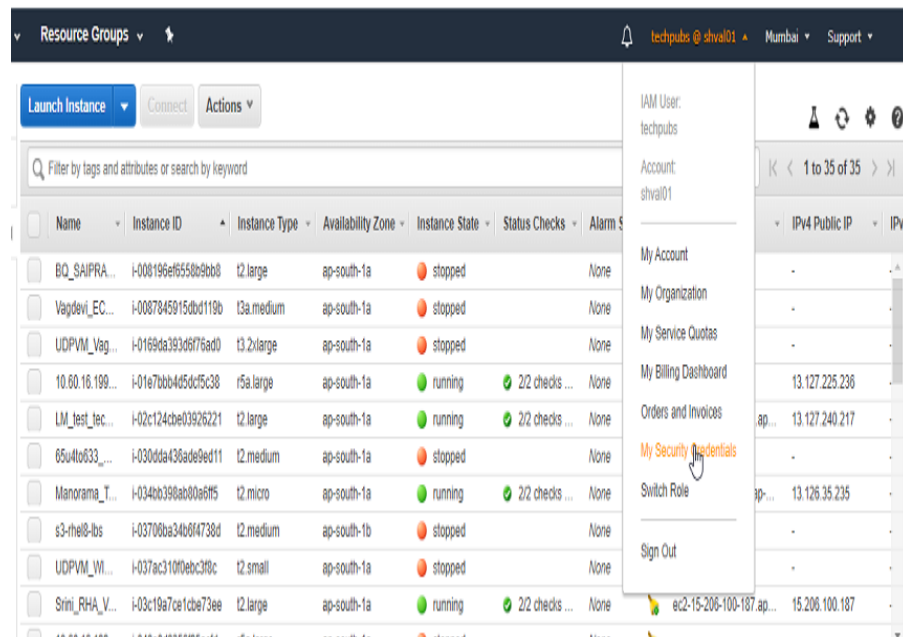 Resource Groups techpubs @ shval01 Mumbai Support
Launch Instance Connect Actions
IAM User:
techpubs
Account:
shval01
My Account
My Organization
My Service Quotas
My Billing Dashboard
Orders and Invoices
My Security Credentials
Switch Role
Sign Out
Filter by tags and attributes or search by keyword 1 to 35 of 35
Name Instance ID Instance Type Availability Zone Instance State Status Checks Alarm S IPv4 Public IP IPv
BQ_SAIPRA... i-008196ef6558b9bb8 t2.large ap-south-1a stopped None -
Vagdevi_EC... i-0087845915dbd119b t3a.medium ap-south-1a stopped None -
UDPVM_Vag... i-0169da393d6f76ad0 t3.2xlarge ap-south-1a stopped None -
10.60.16.199... i-01e7bbb4d5dcf5c38 r5a.large ap-south-1a running 2/2 checks ... None 13.127.225.236
LM_test_tec... i-02c124cbe03926221 t2.large ap-south-1a running 2/2 checks ... None .ap... 13.127.240.217
65u4to633_... i-030dda436ade9ed11 t2.medium ap-south-1a stopped None -
Manorama_T... i-034bb398ab80a6ff5 t2.micro ap-south-1a running 2/2 checks ... None ap-... 13.126.35.235
s3-rhel8-lbs i-03706ba34b6f4738d t2.medium ap-south-1b stopped None -
UDPVM_WI... i-037ac310f0ebc3f8c t2.small ap-south-1a stopped None -
Srini_RHA_V... i-03c19a7ce1cbe73ee t2.large ap-south-1a running 2/2 checks ... None ec2-15-206-100-187.ap... 15.206.100.187